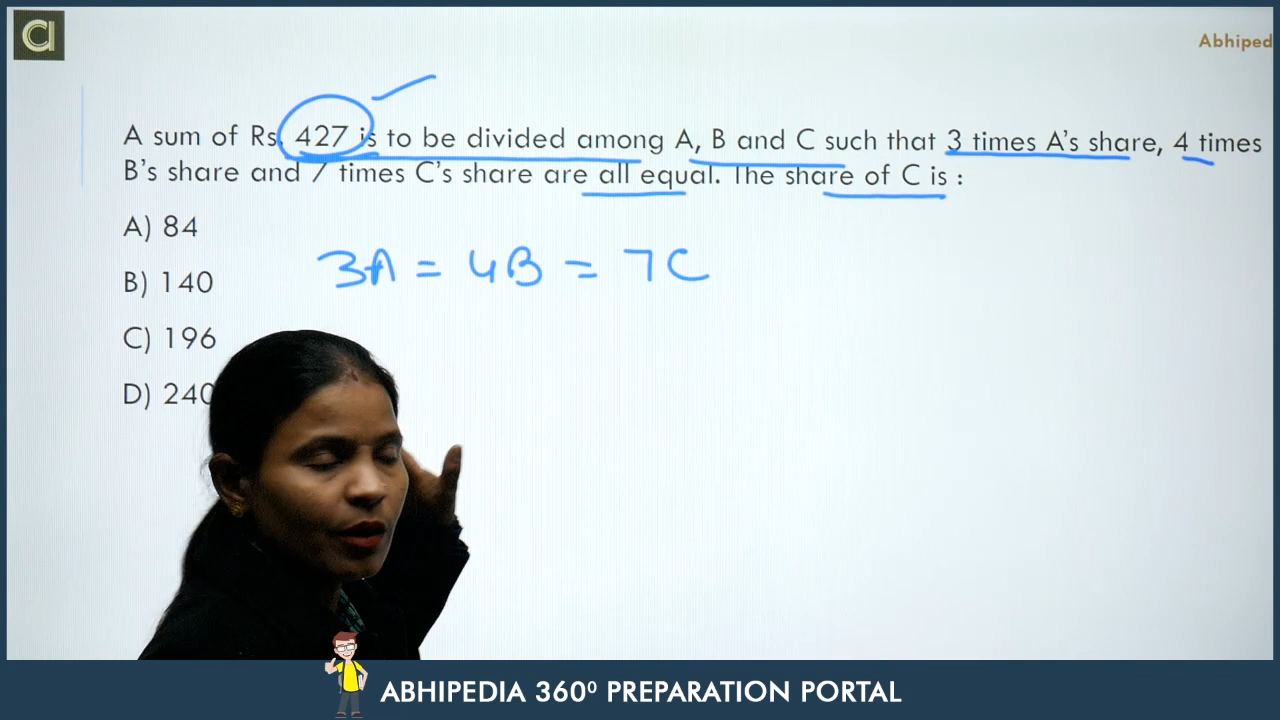 CI
Abhiped
A sum of Rs. 427 is to be divided among A, B and C such that 3 times A's share, 4 times
B's share and 7 times C's share are all equal. The share of C is :
A) 84
B) 140
C) 196
D) 240
3A = 4B = 7C
ABHIPEDIA 360⁰ PREPARATION PORTAL